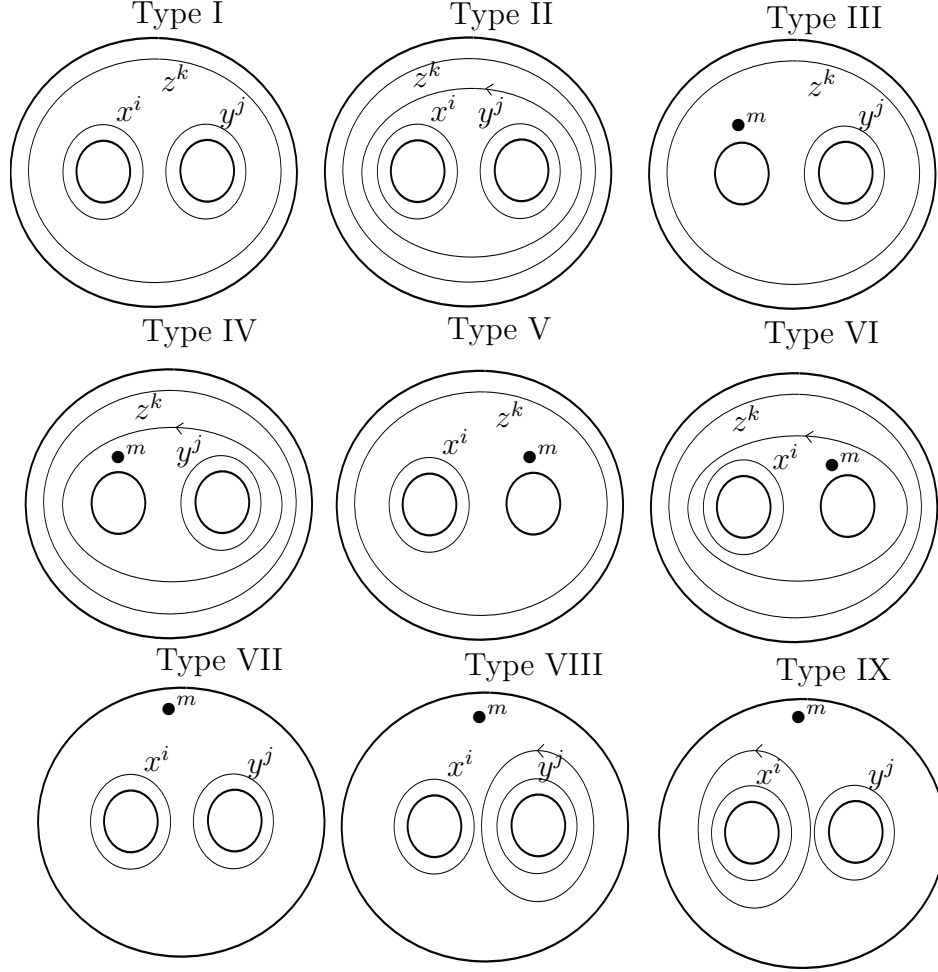 Type I
Type II
Type III
z^k
x^i y^j
z^k
x^i y^j
z^k
m
y^j
Type IV
Type V
Type VI
z^k
m
y^j
z^k
x^i
m
z^k
x^i
m
Type VII
Type VIII
Type IX
m
x^i y^j
m
x^i y^j
m
x^i y^j